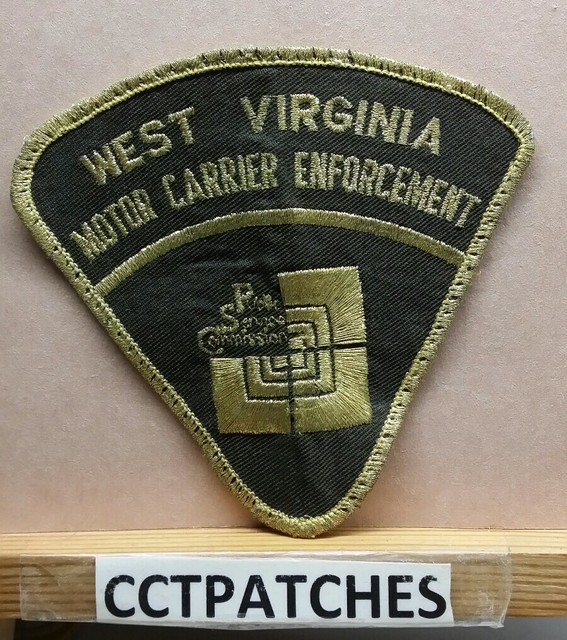 WEST VIRGINIA
MOTOR CARRIER ENFORCEMENT
Public
Service
Commission
CCTPATCHES